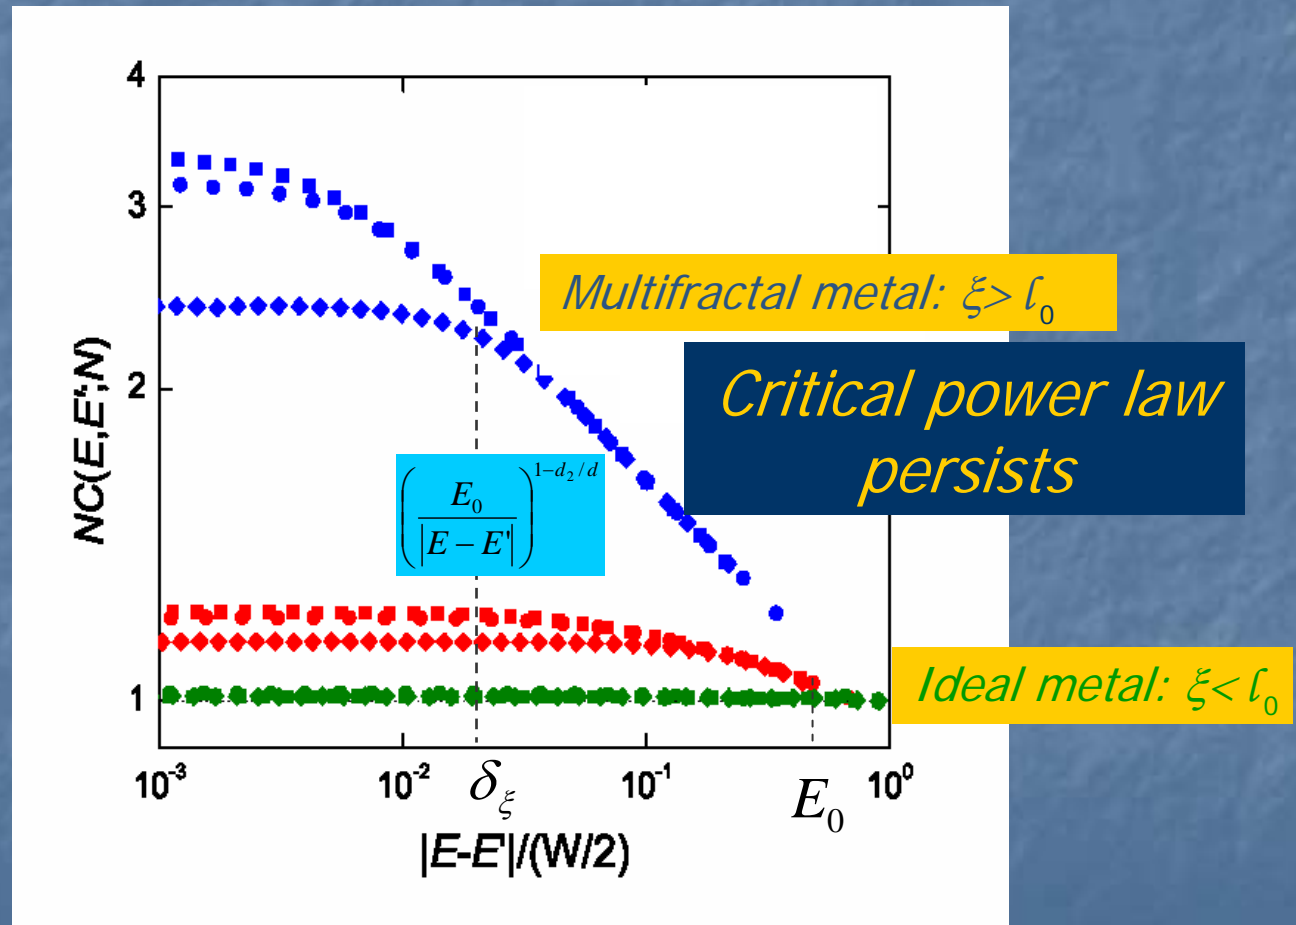 4
3
2
1
NC(E,E';N)
Multifractal metal: ξ> ℓ₀
Critical power law
persists
(E₀/|E − E'|)^(1−d₂/d)
Ideal metal: ξ< ℓ₀
10⁻³ 10⁻² δ_ξ 10⁻¹ E₀ 10⁰
|E-E'|/(W/2)